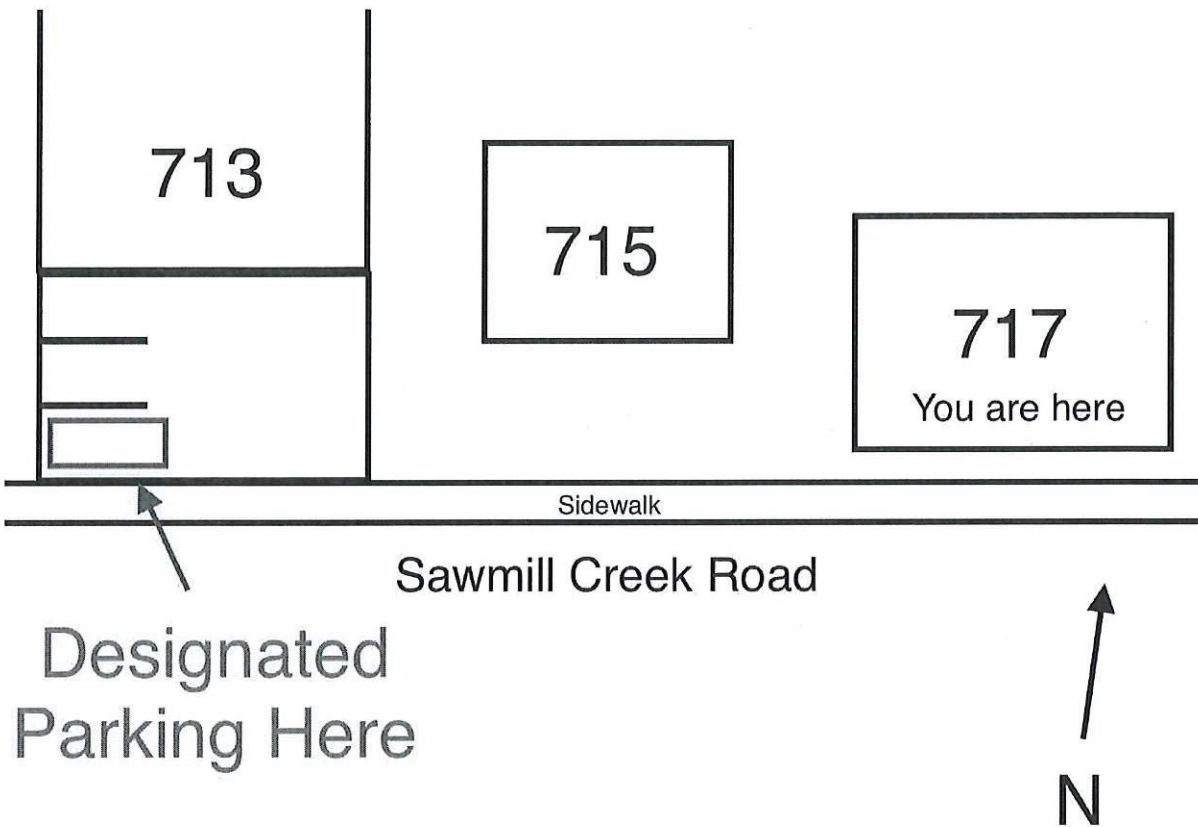 713
715
717
You are here
Sidewalk
Sawmill Creek Road
Designated
Parking Here
N